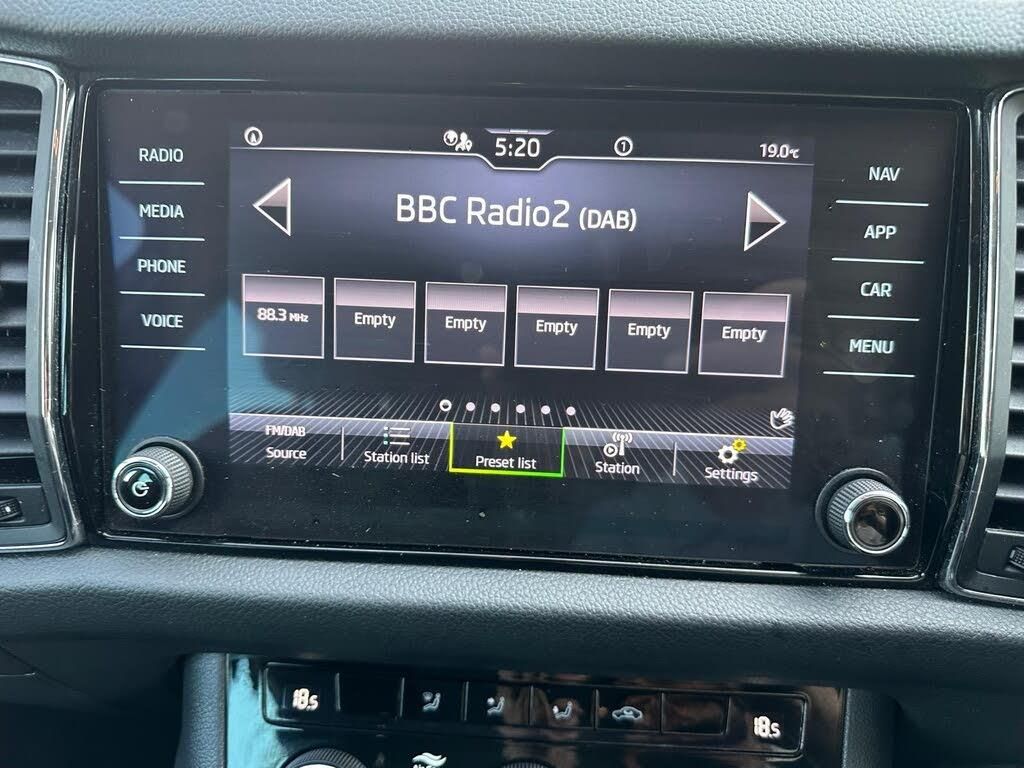 RADIO
MEDIA
PHONE
VOICE
5:20
1
19.0°C
BBC Radio2 (DAB)
88.3 MHz
Empty
Empty
Empty
Empty
Empty
FM/DAB
Source
Station list
Preset list
Station
Settings
NAV
APP
CAR
MENU
18.5
18.5